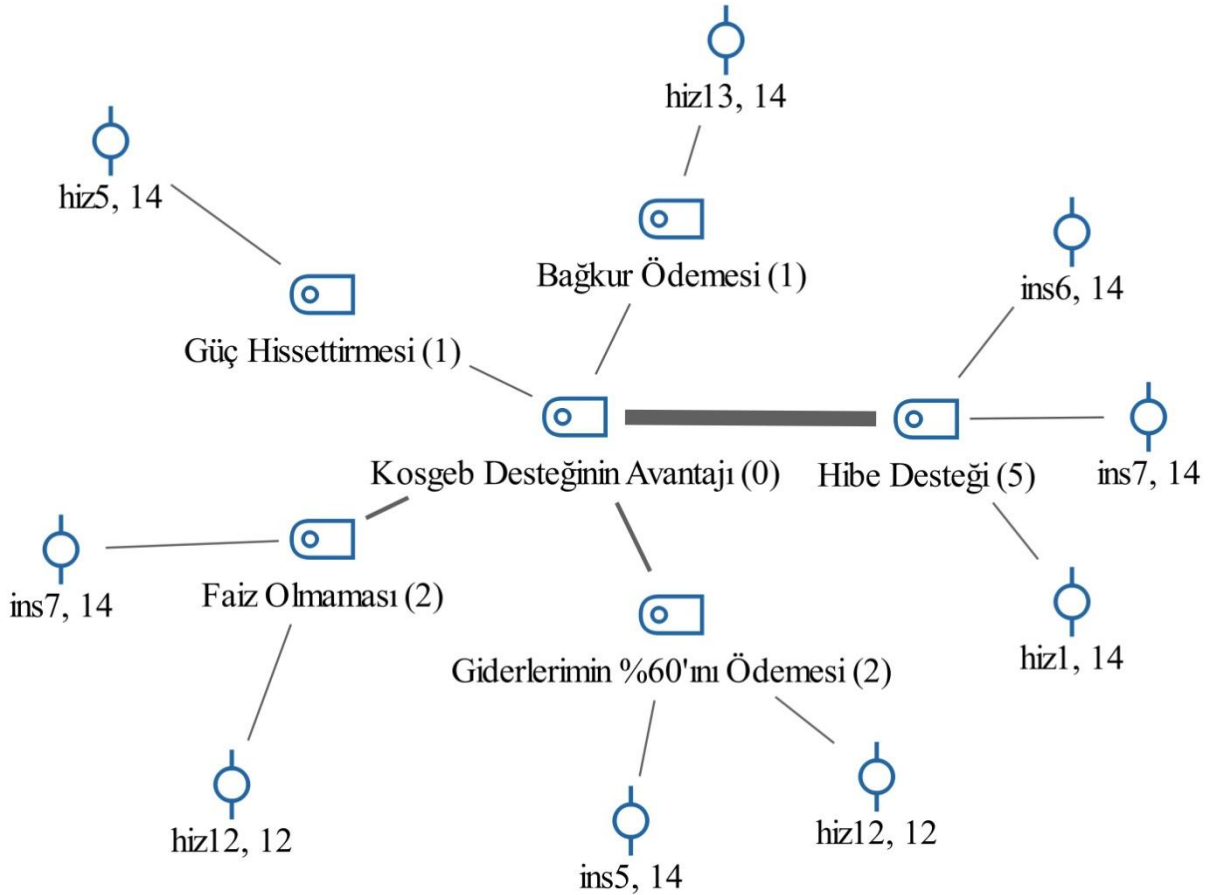 hiz13, 14
hiz5, 14
Bağkur Ödemesi (1)
ins6, 14
Güç Hissettirmesi (1)
Kosgeb Desteğinin Avantajı (0)
Hibe Desteği (5)
ins7, 14
ins7, 14
Faiz Olmaması (2)
Giderlerimin %60'ını Ödemesi (2)
hiz1, 14
hiz12, 12
hiz12, 12
ins5, 14